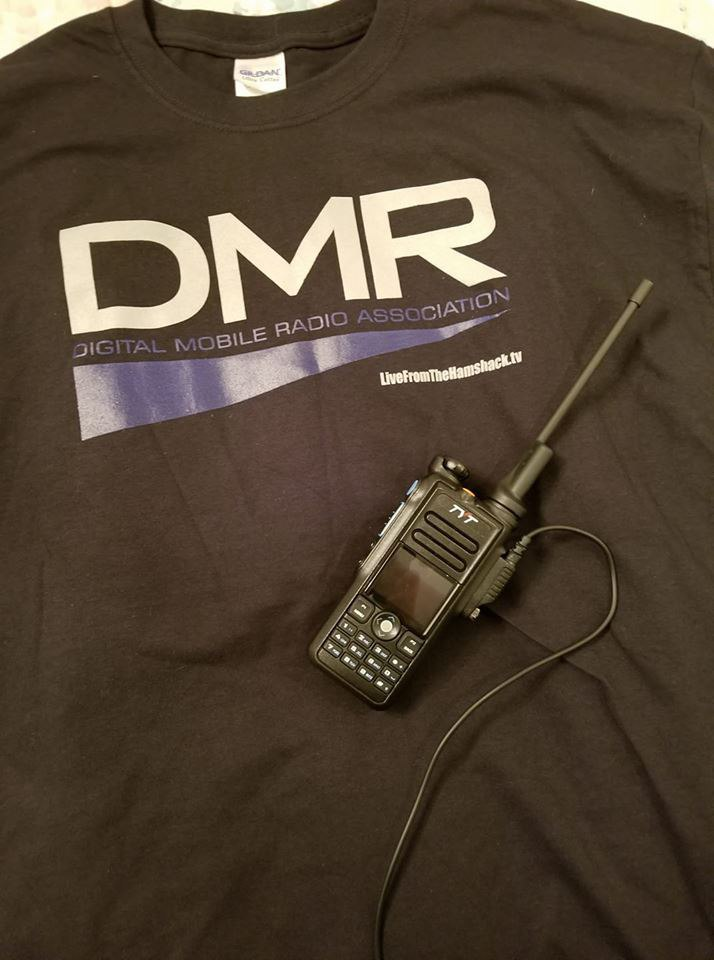 GILDAN
DMR
DIGITAL MOBILE RADIO ASSOCIATION
LiveFromTheHamshack.tv
TYT